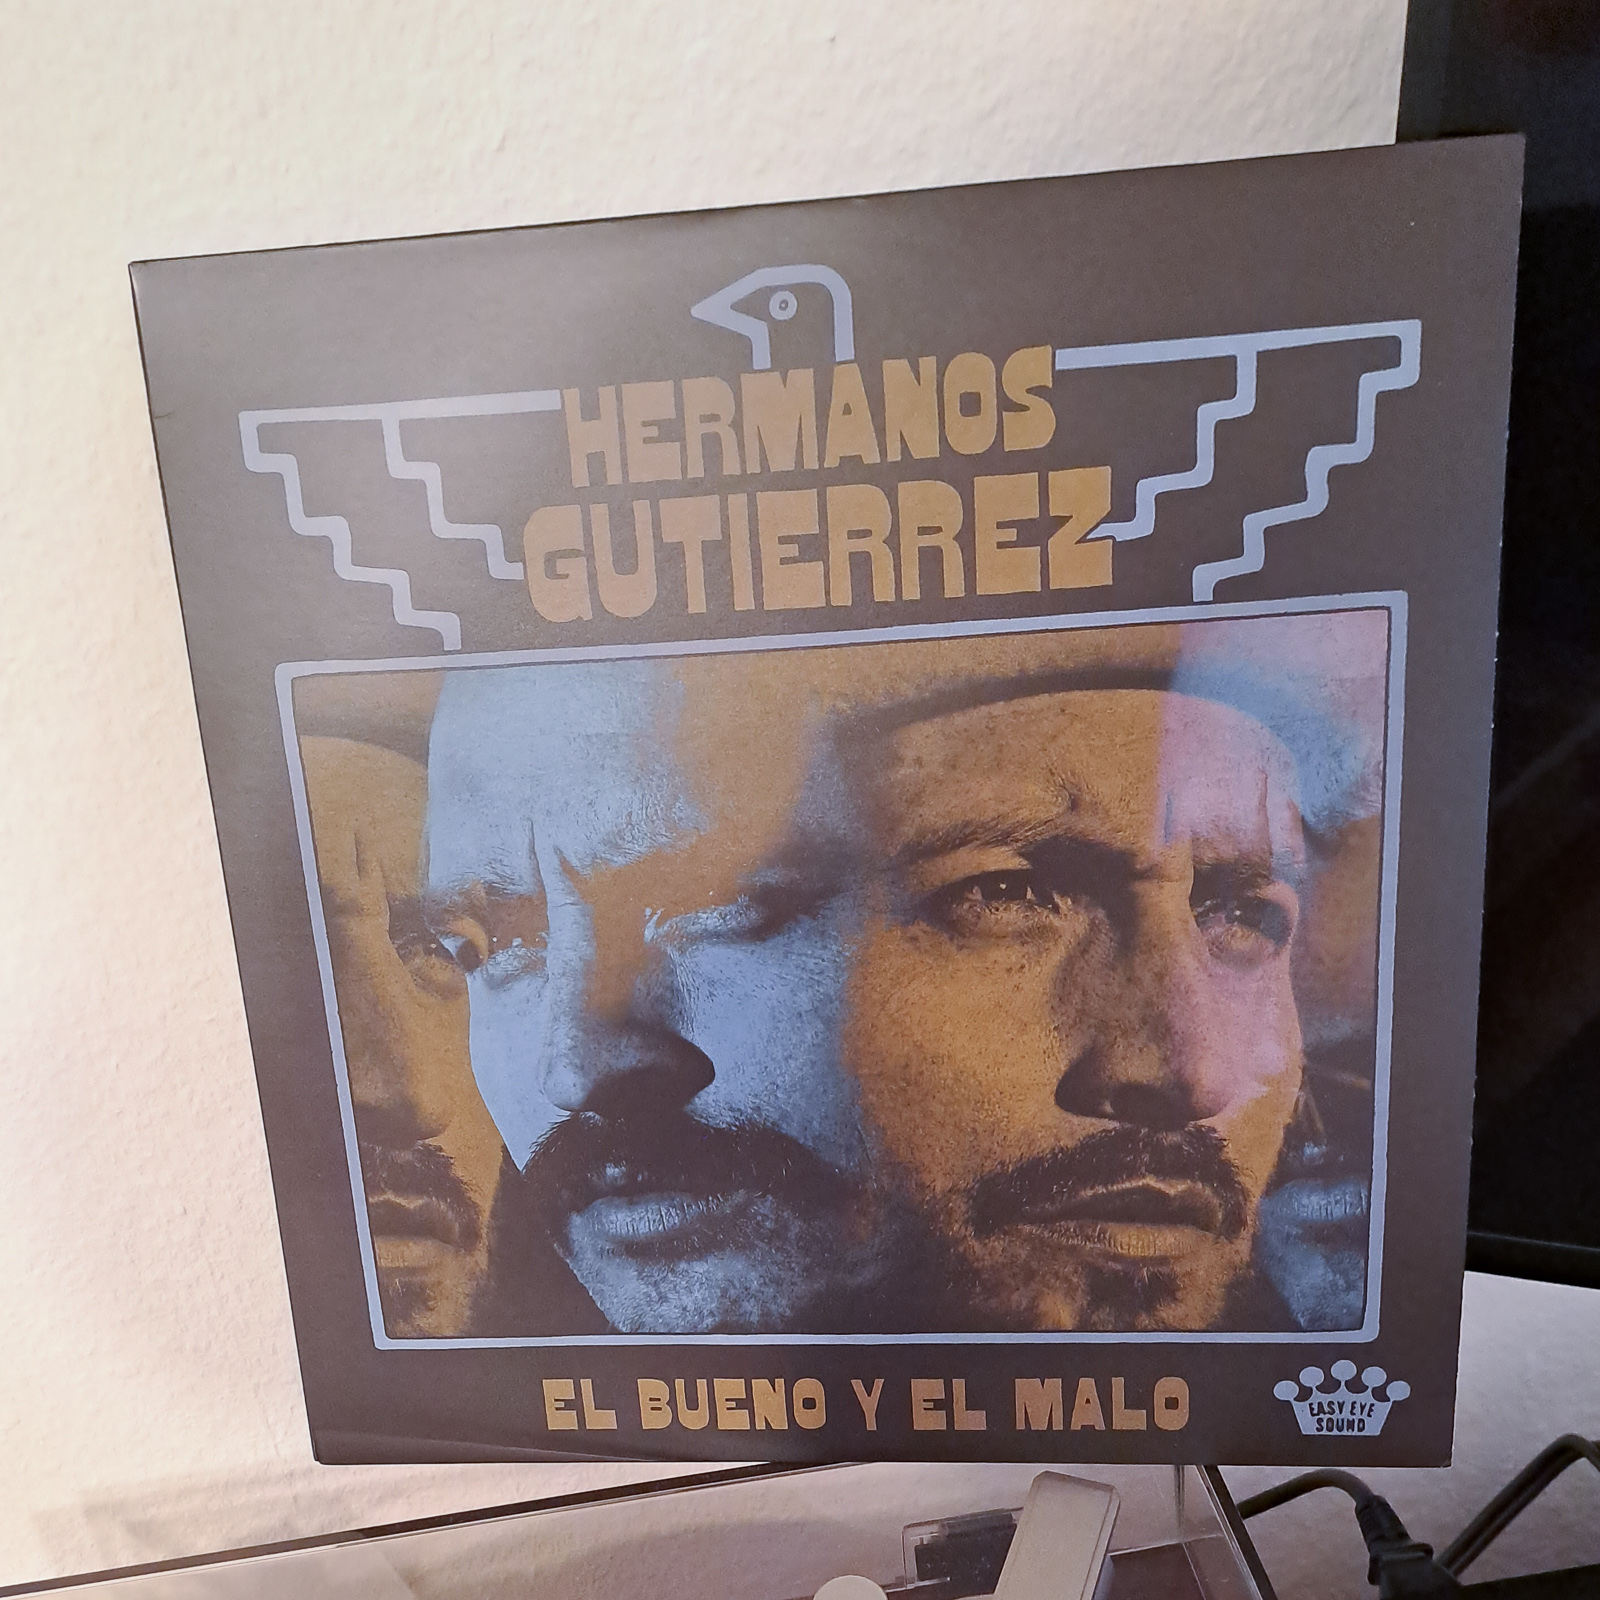 HERMANOS
GUTIERREZ
EL BUENO Y EL MALO
EASY EYE
SOUND